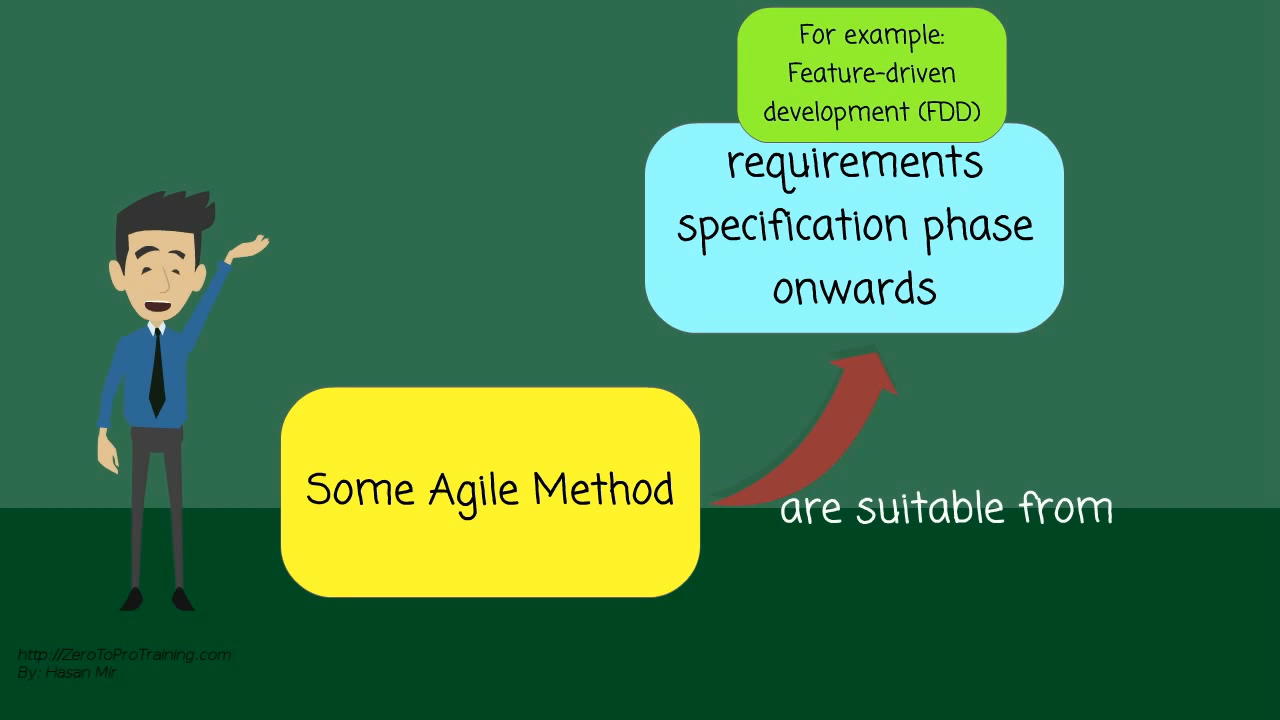 For example:
Feature-driven
development (FDD)
requirements
specification phase
onwards
Some Agile Method
are suitable from
http://ZeroToProTraining.com
By: Hasan Mir